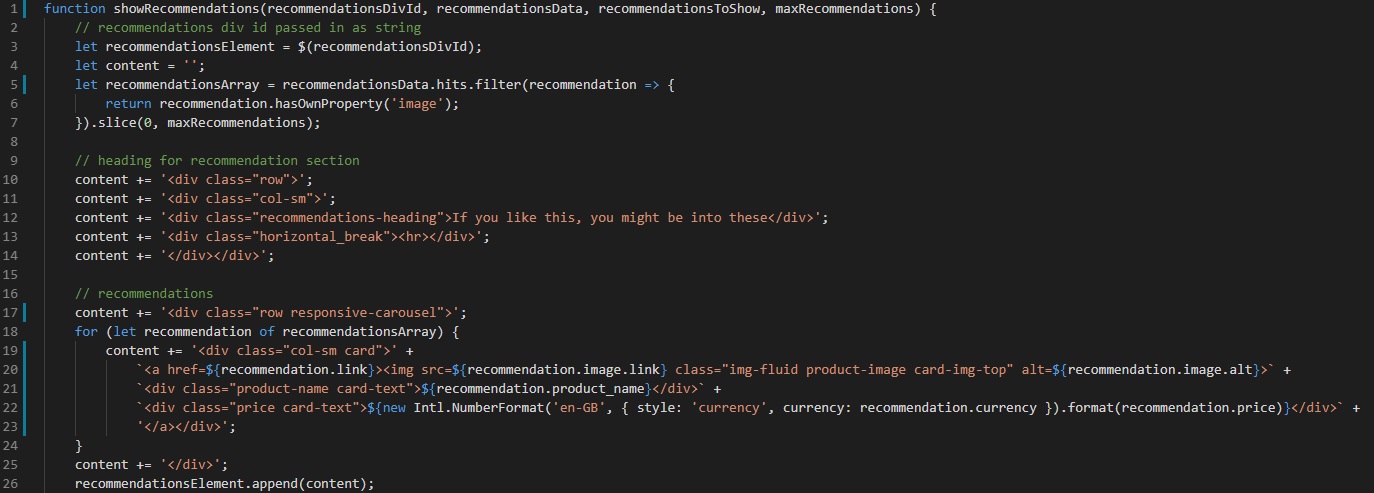 1 function showRecommendations(recommendationsDivId, recommendationsData, recommendationsToShow, maxRecommendations) {
2     // recommendations div id passed in as string
3     let recommendationsElement = $(recommendationsDivId);
4     let content = '';
5     let recommendationsArray = recommendationsData.hits.filter(recommendation => {
6         return recommendation.hasOwnProperty('image');
7     }).slice(0, maxRecommendations);
8
9     // heading for recommendation section
10     content += '<div class="row">';
11     content += '<div class="col-sm">';
12     content += '<div class="recommendations-heading">If you like this, you might be into these</div>';
13     content += '<div class="horizontal_break"><hr></div>';
14     content += '</div></div>';
15
16     // recommendations
17     content += '<div class="row responsive-carousel">';
18     for (let recommendation of recommendationsArray) {
19         content += '<div class="col-sm card">' +
20             `<a href=${recommendation.link}><img src=${recommendation.image.link} class="img-fluid product-image card-img-top" alt=${recommendation.image.alt}>` +
21             `<div class="product-name card-text">${recommendation.product_name}</div>` +
22             `<div class="price card-text">${new Intl.NumberFormat('en-GB', { style: 'currency', currency: recommendation.currency }).format(recommendation.price)}</div>` +
23             '</a></div>';
24     }
25     content += '</div>';
26     recommendationsElement.append(content);